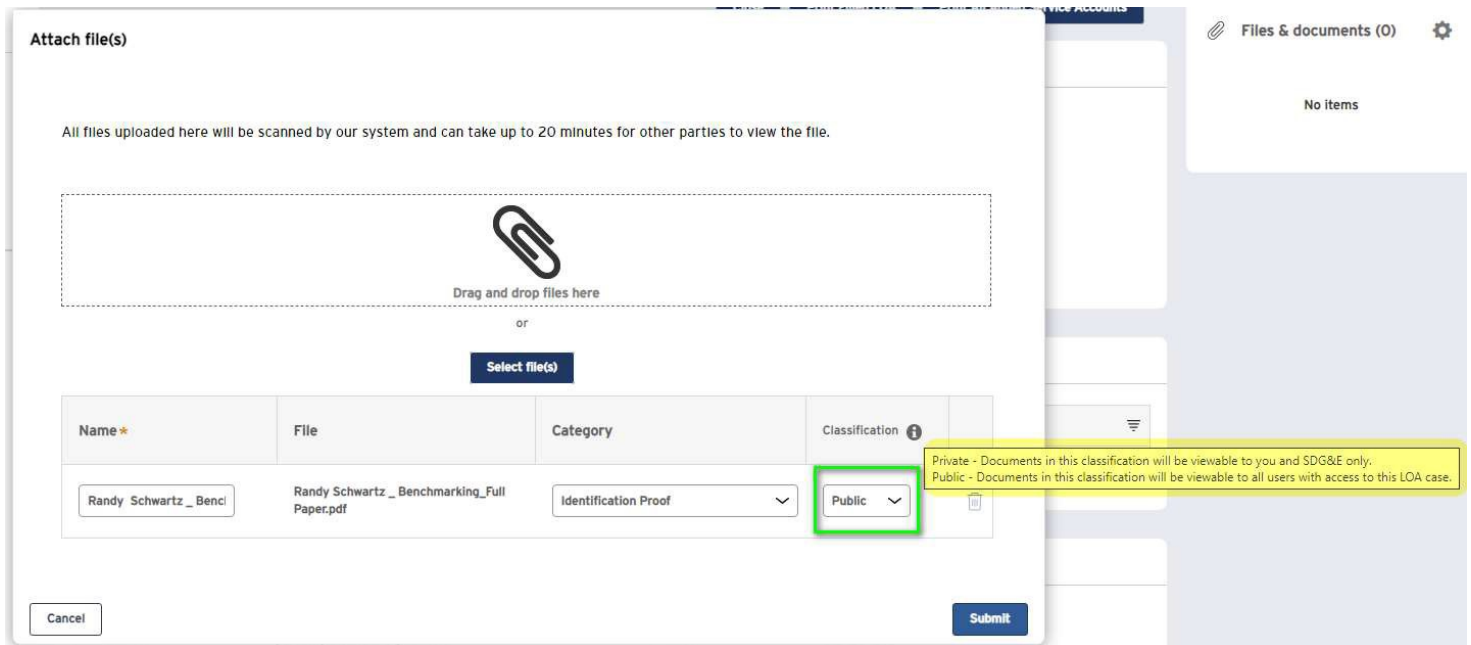 Service Accounts
Attach file(s)
Files & documents (0)
No items
All files uploaded here will be scanned by our system and can take up to 20 minutes for other parties to view the file.
Drag and drop files here
or
Select file(s)
Name*
File
Category
Classification
Private - Documents in this classification will be viewable to you and SDG&E only.
Public - Documents in this classification will be viewable to all users with access to this LOA case.
Randy Schwartz _ Benc
Randy Schwartz _ Benchmarking_Full
Paper.pdf
Identification Proof
Public
Cancel
Submit